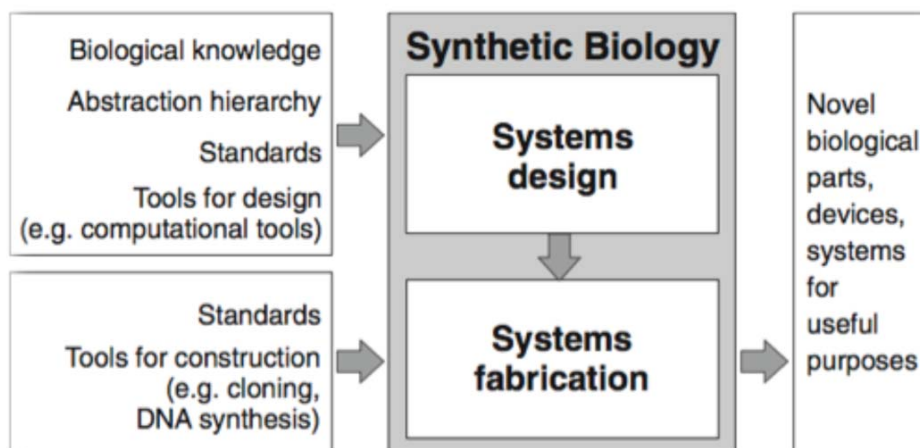 Biological knowledge
Abstraction hierarchy
Standards
Tools for design
(e.g. computational tools)
Standards
Tools for construction
(e.g. cloning,
DNA synthesis)
Synthetic Biology
Systems
design
Systems
fabrication
Novel
biological
parts,
devices,
systems
for
useful
purposes